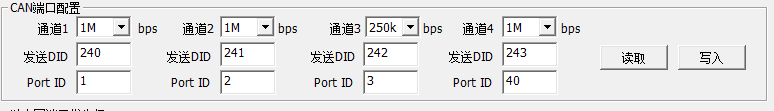 CAN端口配置
通道1 1M bps 通道2 1M bps 通道3 250k bps 通道4 1M bps
发送DID 240 发送DID 241 发送DID 242 发送DID 243 读取 写入
Port ID 1 Port ID 2 Port ID 3 Port ID 40